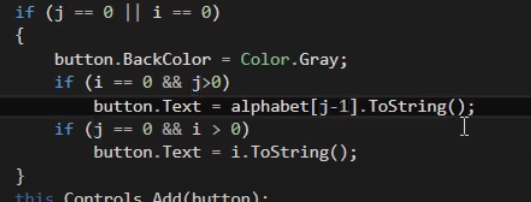 if (j == 0 || i == 0)
{
    button.BackColor = Color.Gray;
    if (i == 0 && j>0)
        button.Text = alphabet[j-1].ToString();
    if (j == 0 && i > 0)
        button.Text = i.ToString();
}
this.Controls.Add(button);